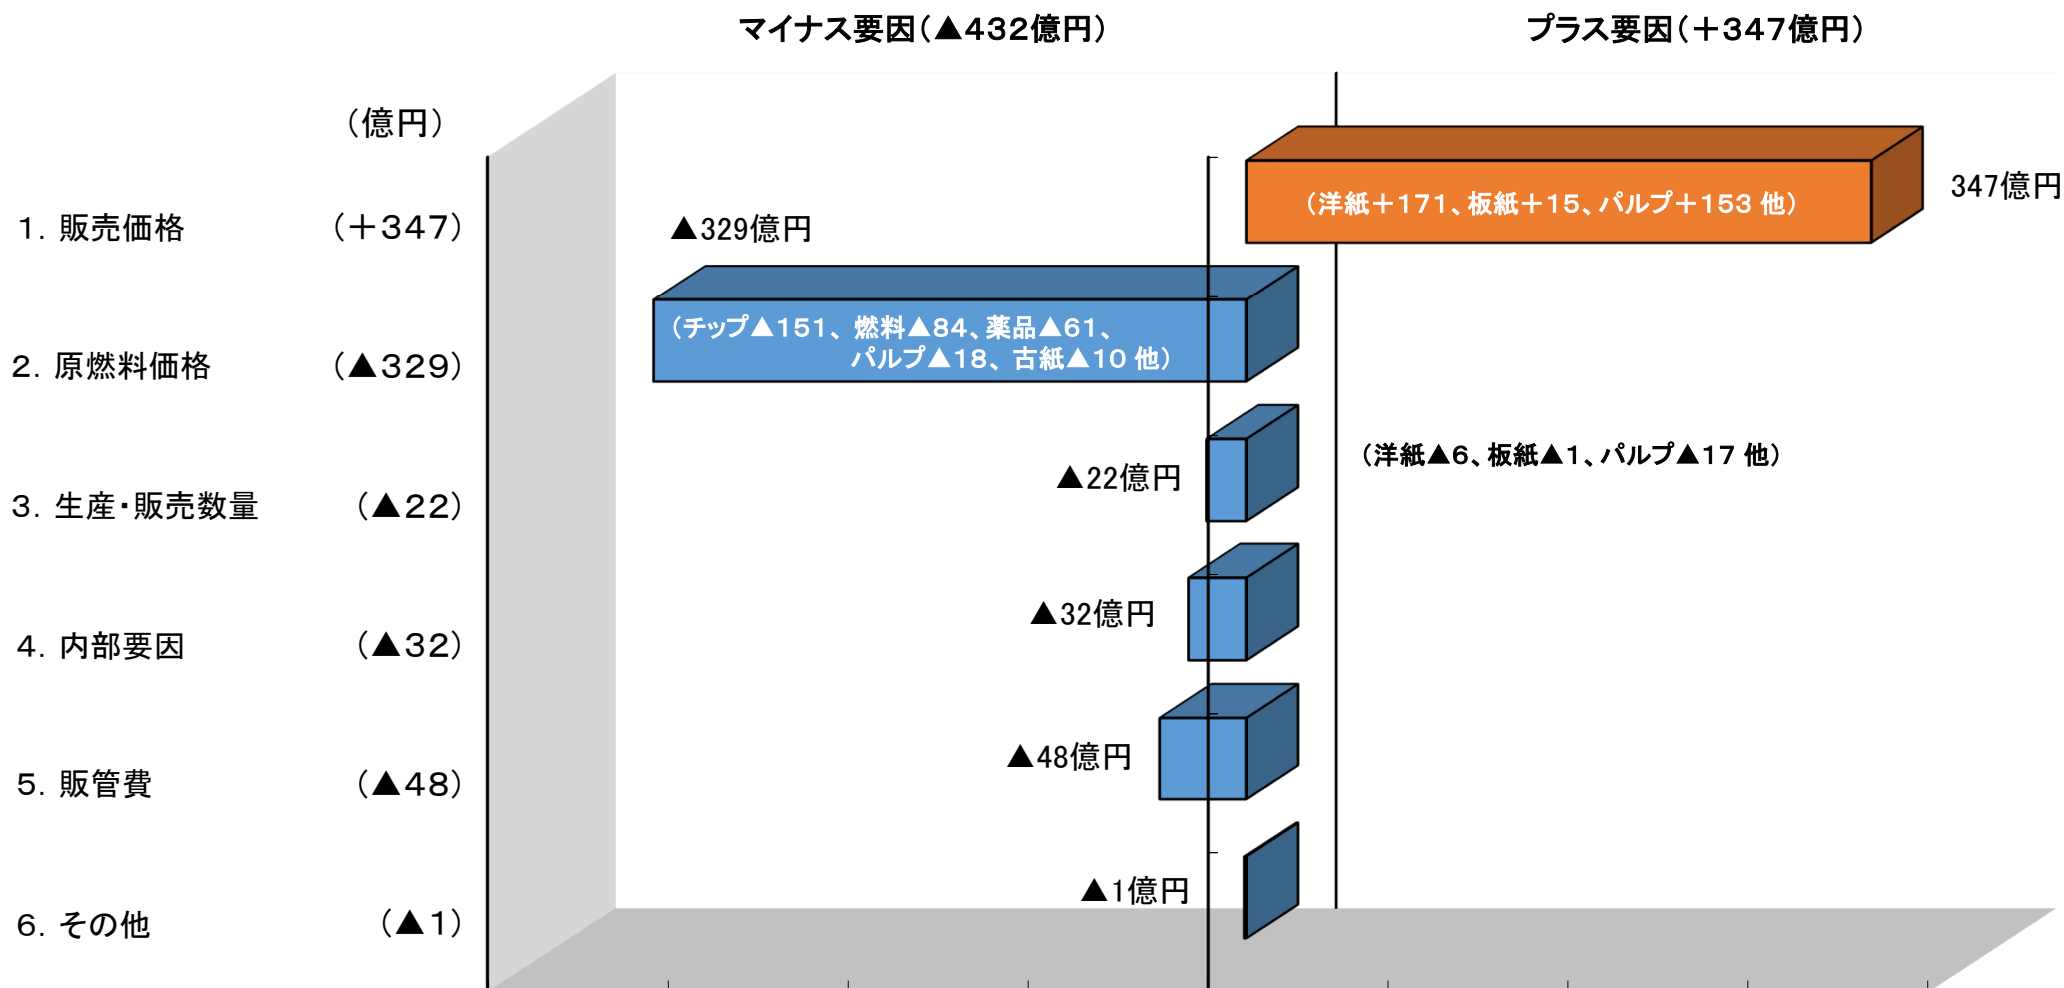 マイナス要因(▲432億円)
プラス要因(+347億円)
(億円)
1. 販売価格 (+347)
(洋紙+171、板紙+15、パルプ+153 他)
347億円
▲329億円
2. 原燃料価格 (▲329)
(チップ▲151、燃料▲84、薬品▲61、
パルプ▲18、古紙▲10 他)
3. 生産・販売数量 (▲22)
▲22億円
(洋紙▲6、板紙▲1、パルプ▲17 他)
4. 内部要因 (▲32)
▲32億円
5. 販管費 (▲48)
▲48億円
6. その他 (▲1)
▲1億円